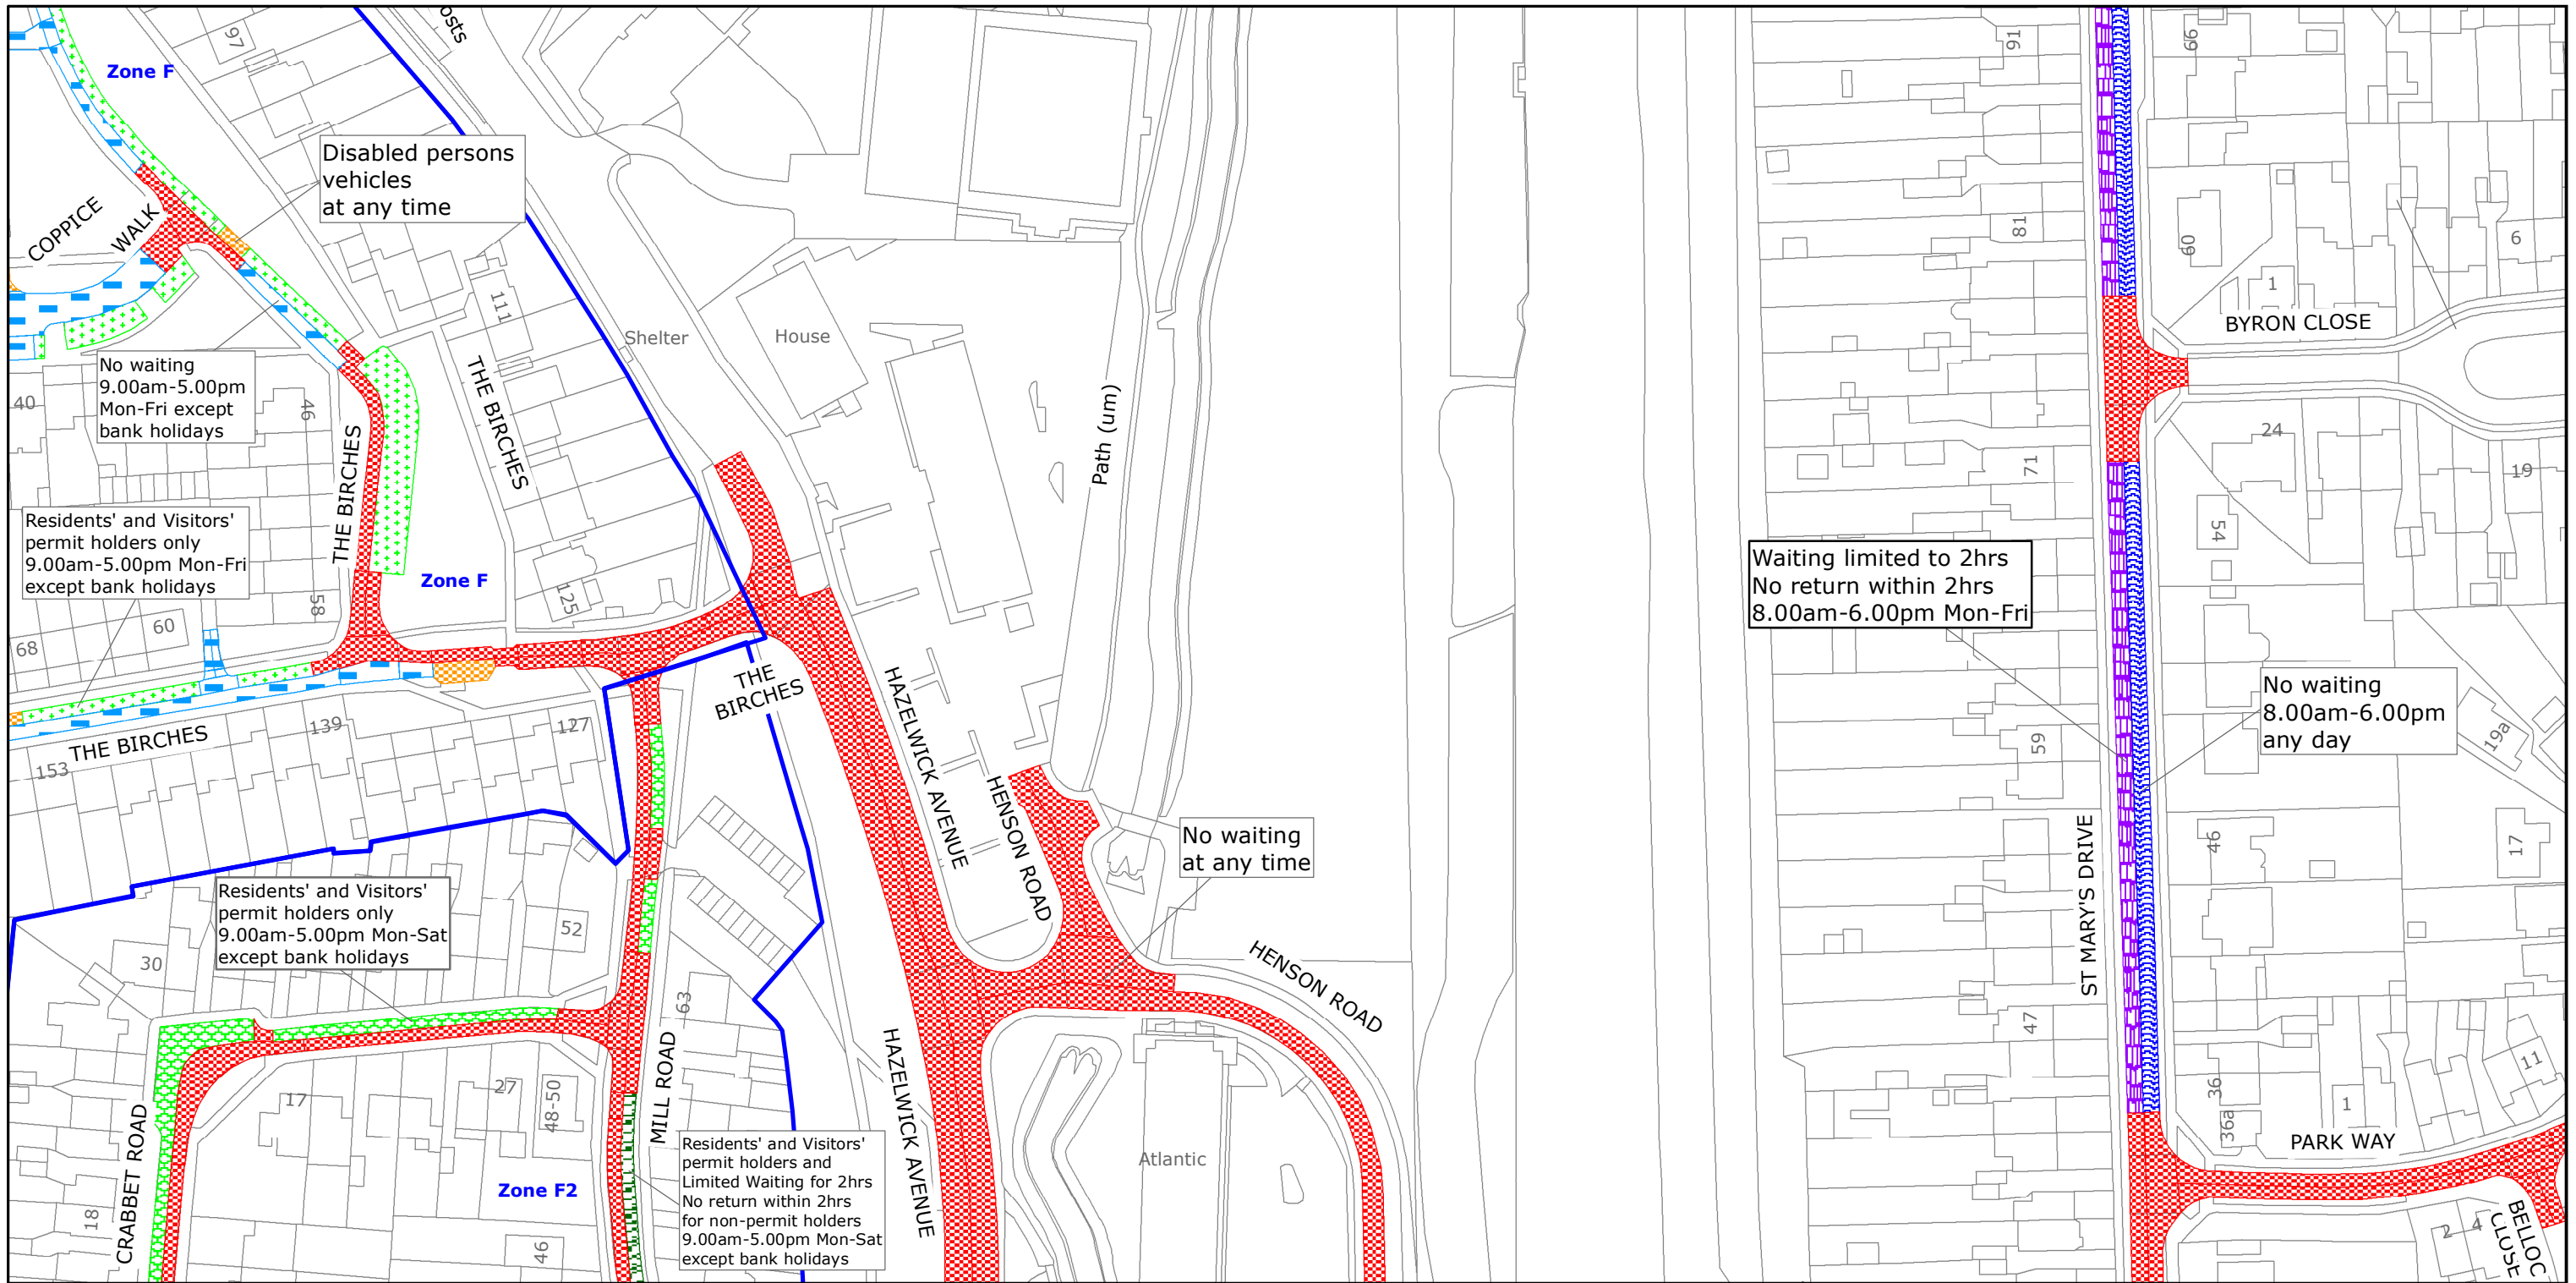 osts
97
Zone F
Disabled persons
vehicles
at any time
COPPICE
WALK
No waiting
9.00am-5.00pm
Mon-Fri except
bank holidays
40
46
111
THE BIRCHES
Shelter
House
Path (um)
Residents' and Visitors'
permit holders only
9.00am-5.00pm Mon-Fri
except bank holidays
THE BIRCHES
Zone F
125
58
60
68
THE
BIRCHES
THE BIRCHES
139
127
153
HAZELWICK AVENUE
HENSON ROAD
No waiting
at any time
Residents' and Visitors'
permit holders only
9.00am-5.00pm Mon-Sat
except bank holidays
52
30
63
HENSON ROAD
MILL ROAD
HAZELWICK AVENUE
17
27
48-50
CRABBET ROAD
18
Zone F2
46
Residents' and Visitors'
permit holders and
Limited Waiting for 2hrs
No return within 2hrs
for non-permit holders
9.00am-5.00pm Mon-Sat
except bank holidays
Atlantic
91
66
81
60
6
1
BYRON CLOSE
24
71
19
54
Waiting limited to 2hrs
No return within 2hrs
8.00am-6.00pm Mon-Fri
No waiting
8.00am-6.00pm
any day
59
19a
ST MARY'S DRIVE
46
17
47
36
36a
1
11
PARK WAY
2
4
BELLOC
CLOSE